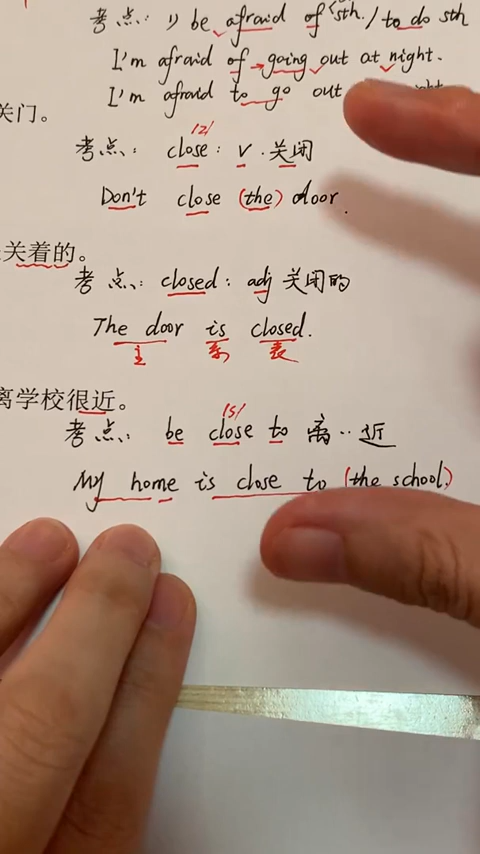 考点: 1) be afraid of sth. / to do sth
I'm afraid of → going out at night.
关门。
I'm afraid to go out
/z/
考点: close: v. 关闭
Don't close (the) door.
关着的。
考点: closed: adj 关闭的
The door is closed.
主 系 表
离学校很近。
/s/
考点: be close to 离··近
My home is close to (the school)